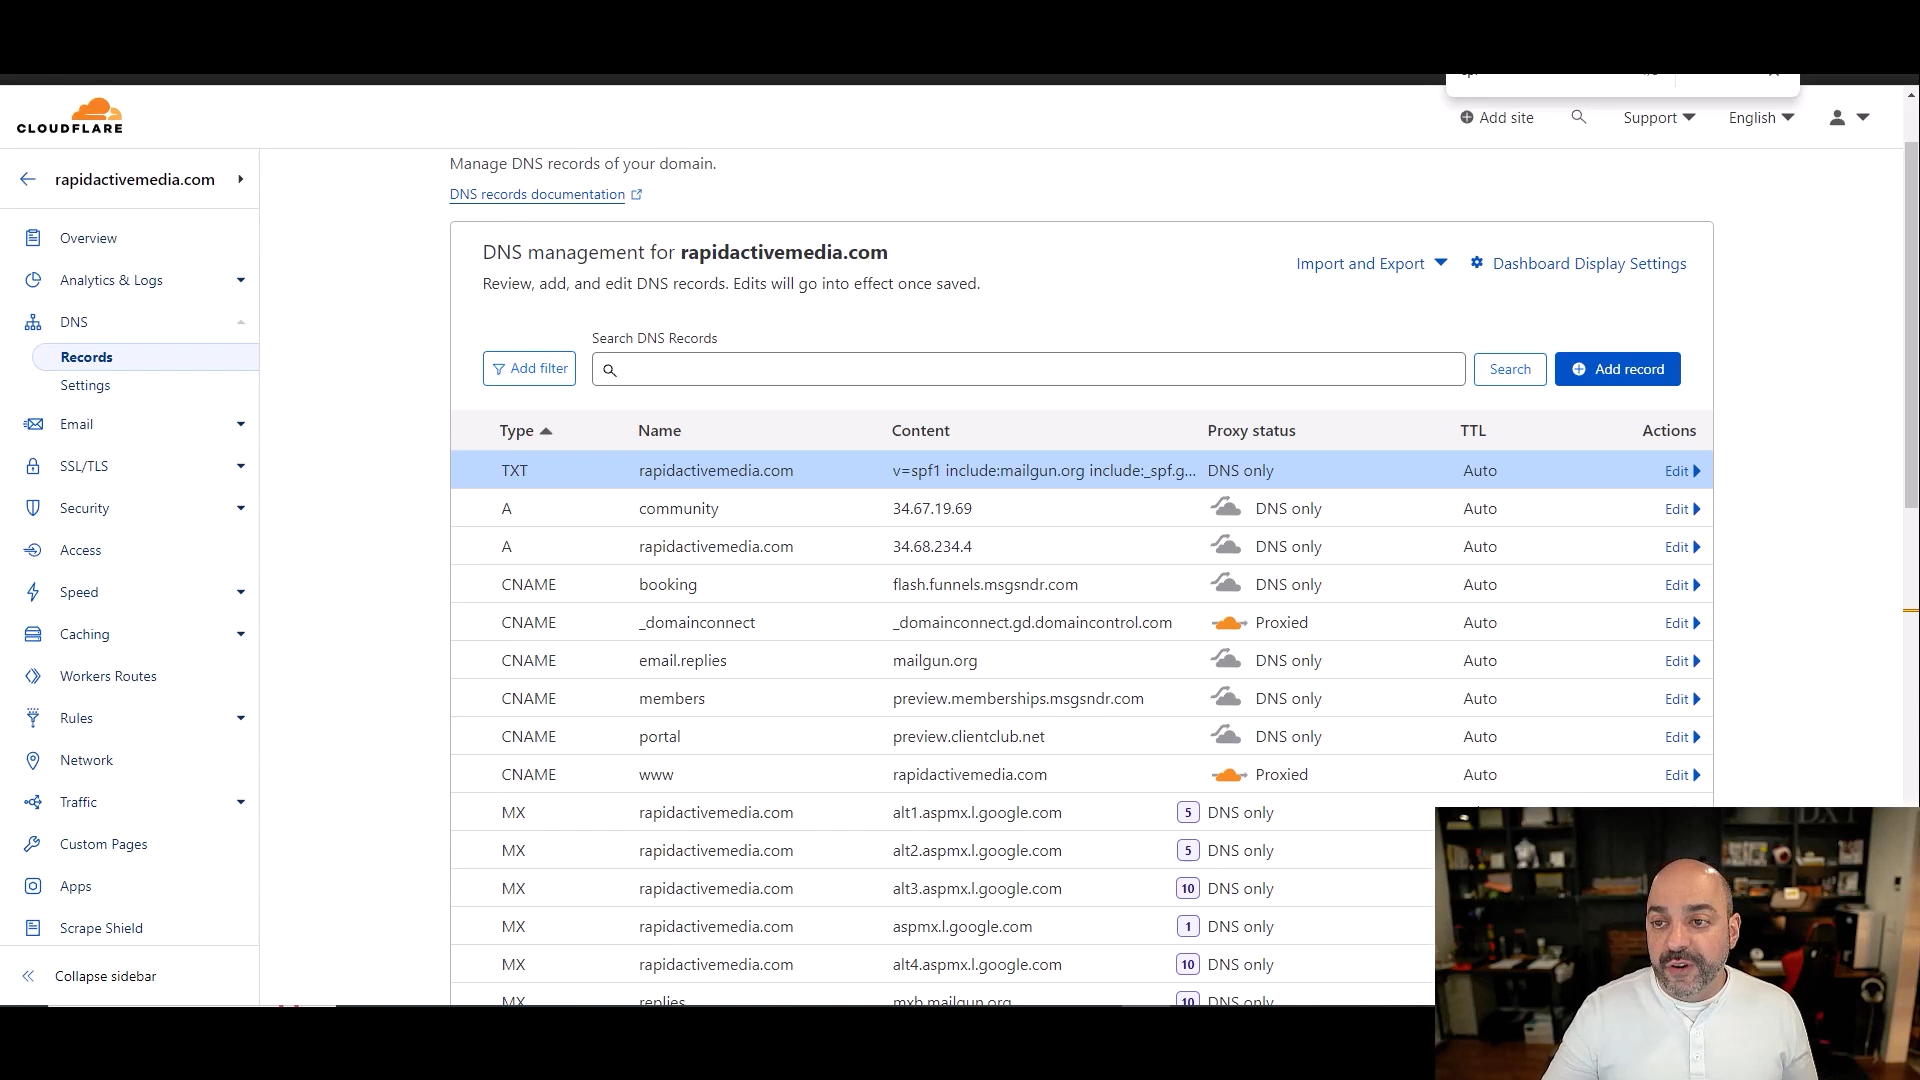 CLOUDFLARE
Add site
Support
English
rapidactivemedia.com
Overview
Analytics & Logs
DNS
Records
Settings
Email
SSL/TLS
Security
Access
Speed
Caching
Workers Routes
Rules
Network
Traffic
Custom Pages
Apps
Scrape Shield
Collapse sidebar
Manage DNS records of your domain.
DNS records documentation
DNS management for rapidactivemedia.com
Review, add, and edit DNS records. Edits will go into effect once saved.
Import and Export
Dashboard Display Settings
Search DNS Records
Add filter
Search
Add record
Type Name Content Proxy status TTL Actions
TXT rapidactivemedia.com v=spf1 include:mailgun.org include:_spf.g... DNS only Auto Edit
A community 34.67.19.69 DNS only Auto Edit
A rapidactivemedia.com 34.68.234.4 DNS only Auto Edit
CNAME booking flash.funnels.msgsndr.com DNS only Auto Edit
CNAME _domainconnect _domainconnect.gd.domaincontrol.com Proxied Auto Edit
CNAME email.replies mailgun.org DNS only Auto Edit
CNAME members preview.memberships.msgsndr.com DNS only Auto Edit
CNAME portal preview.clientclub.net DNS only Auto Edit
CNAME www rapidactivemedia.com Proxied Auto Edit
MX rapidactivemedia.com alt1.aspmx.l.google.com 5 DNS only
MX rapidactivemedia.com alt2.aspmx.l.google.com 5 DNS only
MX rapidactivemedia.com alt3.aspmx.l.google.com 10 DNS only
MX rapidactivemedia.com aspmx.l.google.com 1 DNS only
MX rapidactivemedia.com alt4.aspmx.l.google.com 10 DNS only
MX replies mxb.mailgun.org 10 DNS only